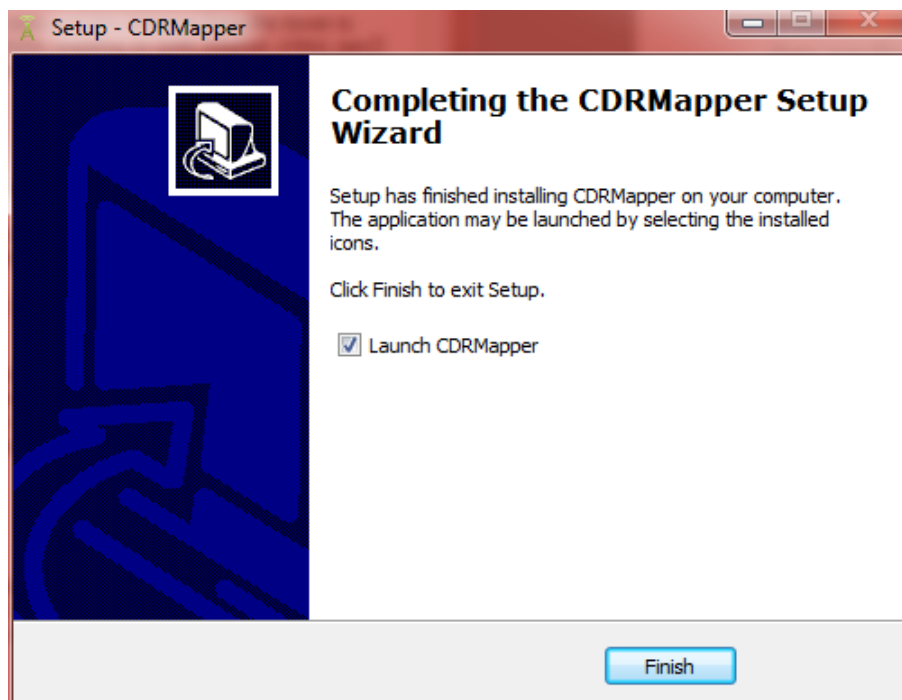 Setup - CDRMapper
Completing the CDRMapper Setup
Wizard
Setup has finished installing CDRMapper on your computer.
The application may be launched by selecting the installed
icons.
Click Finish to exit Setup.
Launch CDRMapper
Finish